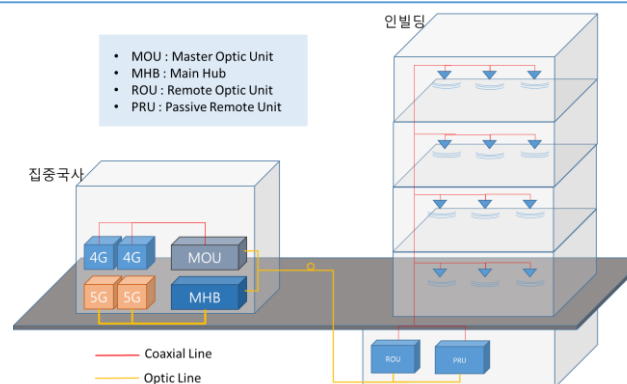 인빌딩
• MOU : Master Optic Unit
• MHB : Main Hub
• ROU : Remote Optic Unit
• PRU : Passive Remote Unit
집중국사
4G 4G MOU
5G 5G MHB
ROU PRU
Coaxial Line
Optic Line